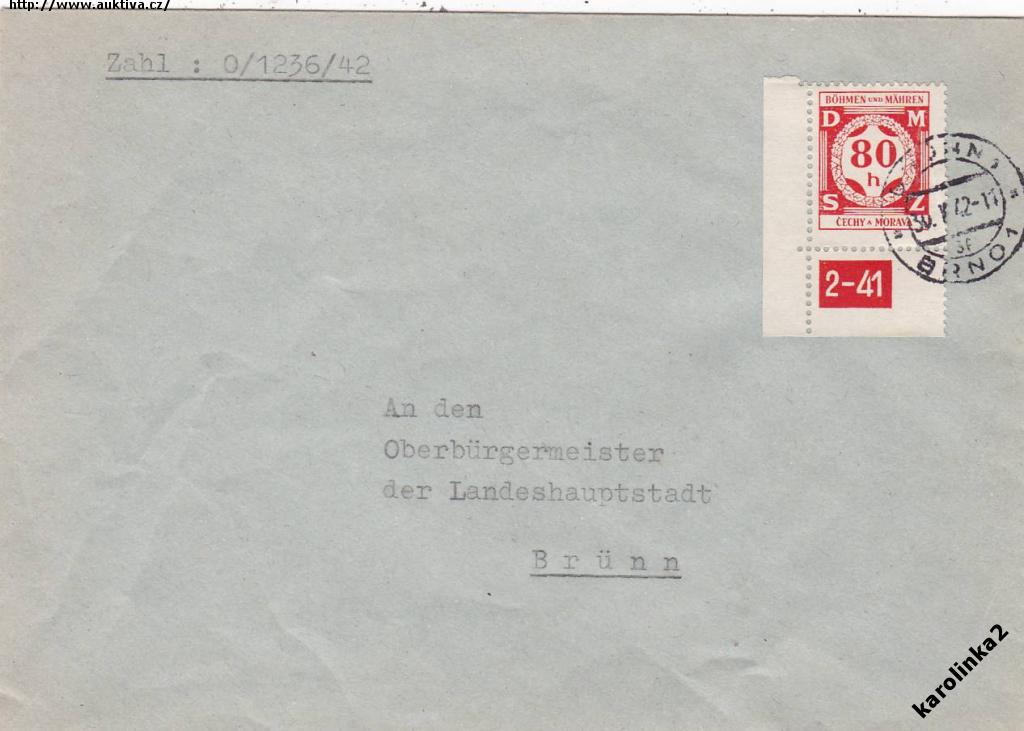 http://www.auktiva.cz/
Zahl : O/1236/42
BÖHMEN UND MÄHREN
D M
80
h
S Z
ČECHY A MORAVA
BRNO 1
2-41
An den
Oberbürgermeister
der Landeshauptstadt
Brünn
karolinka2